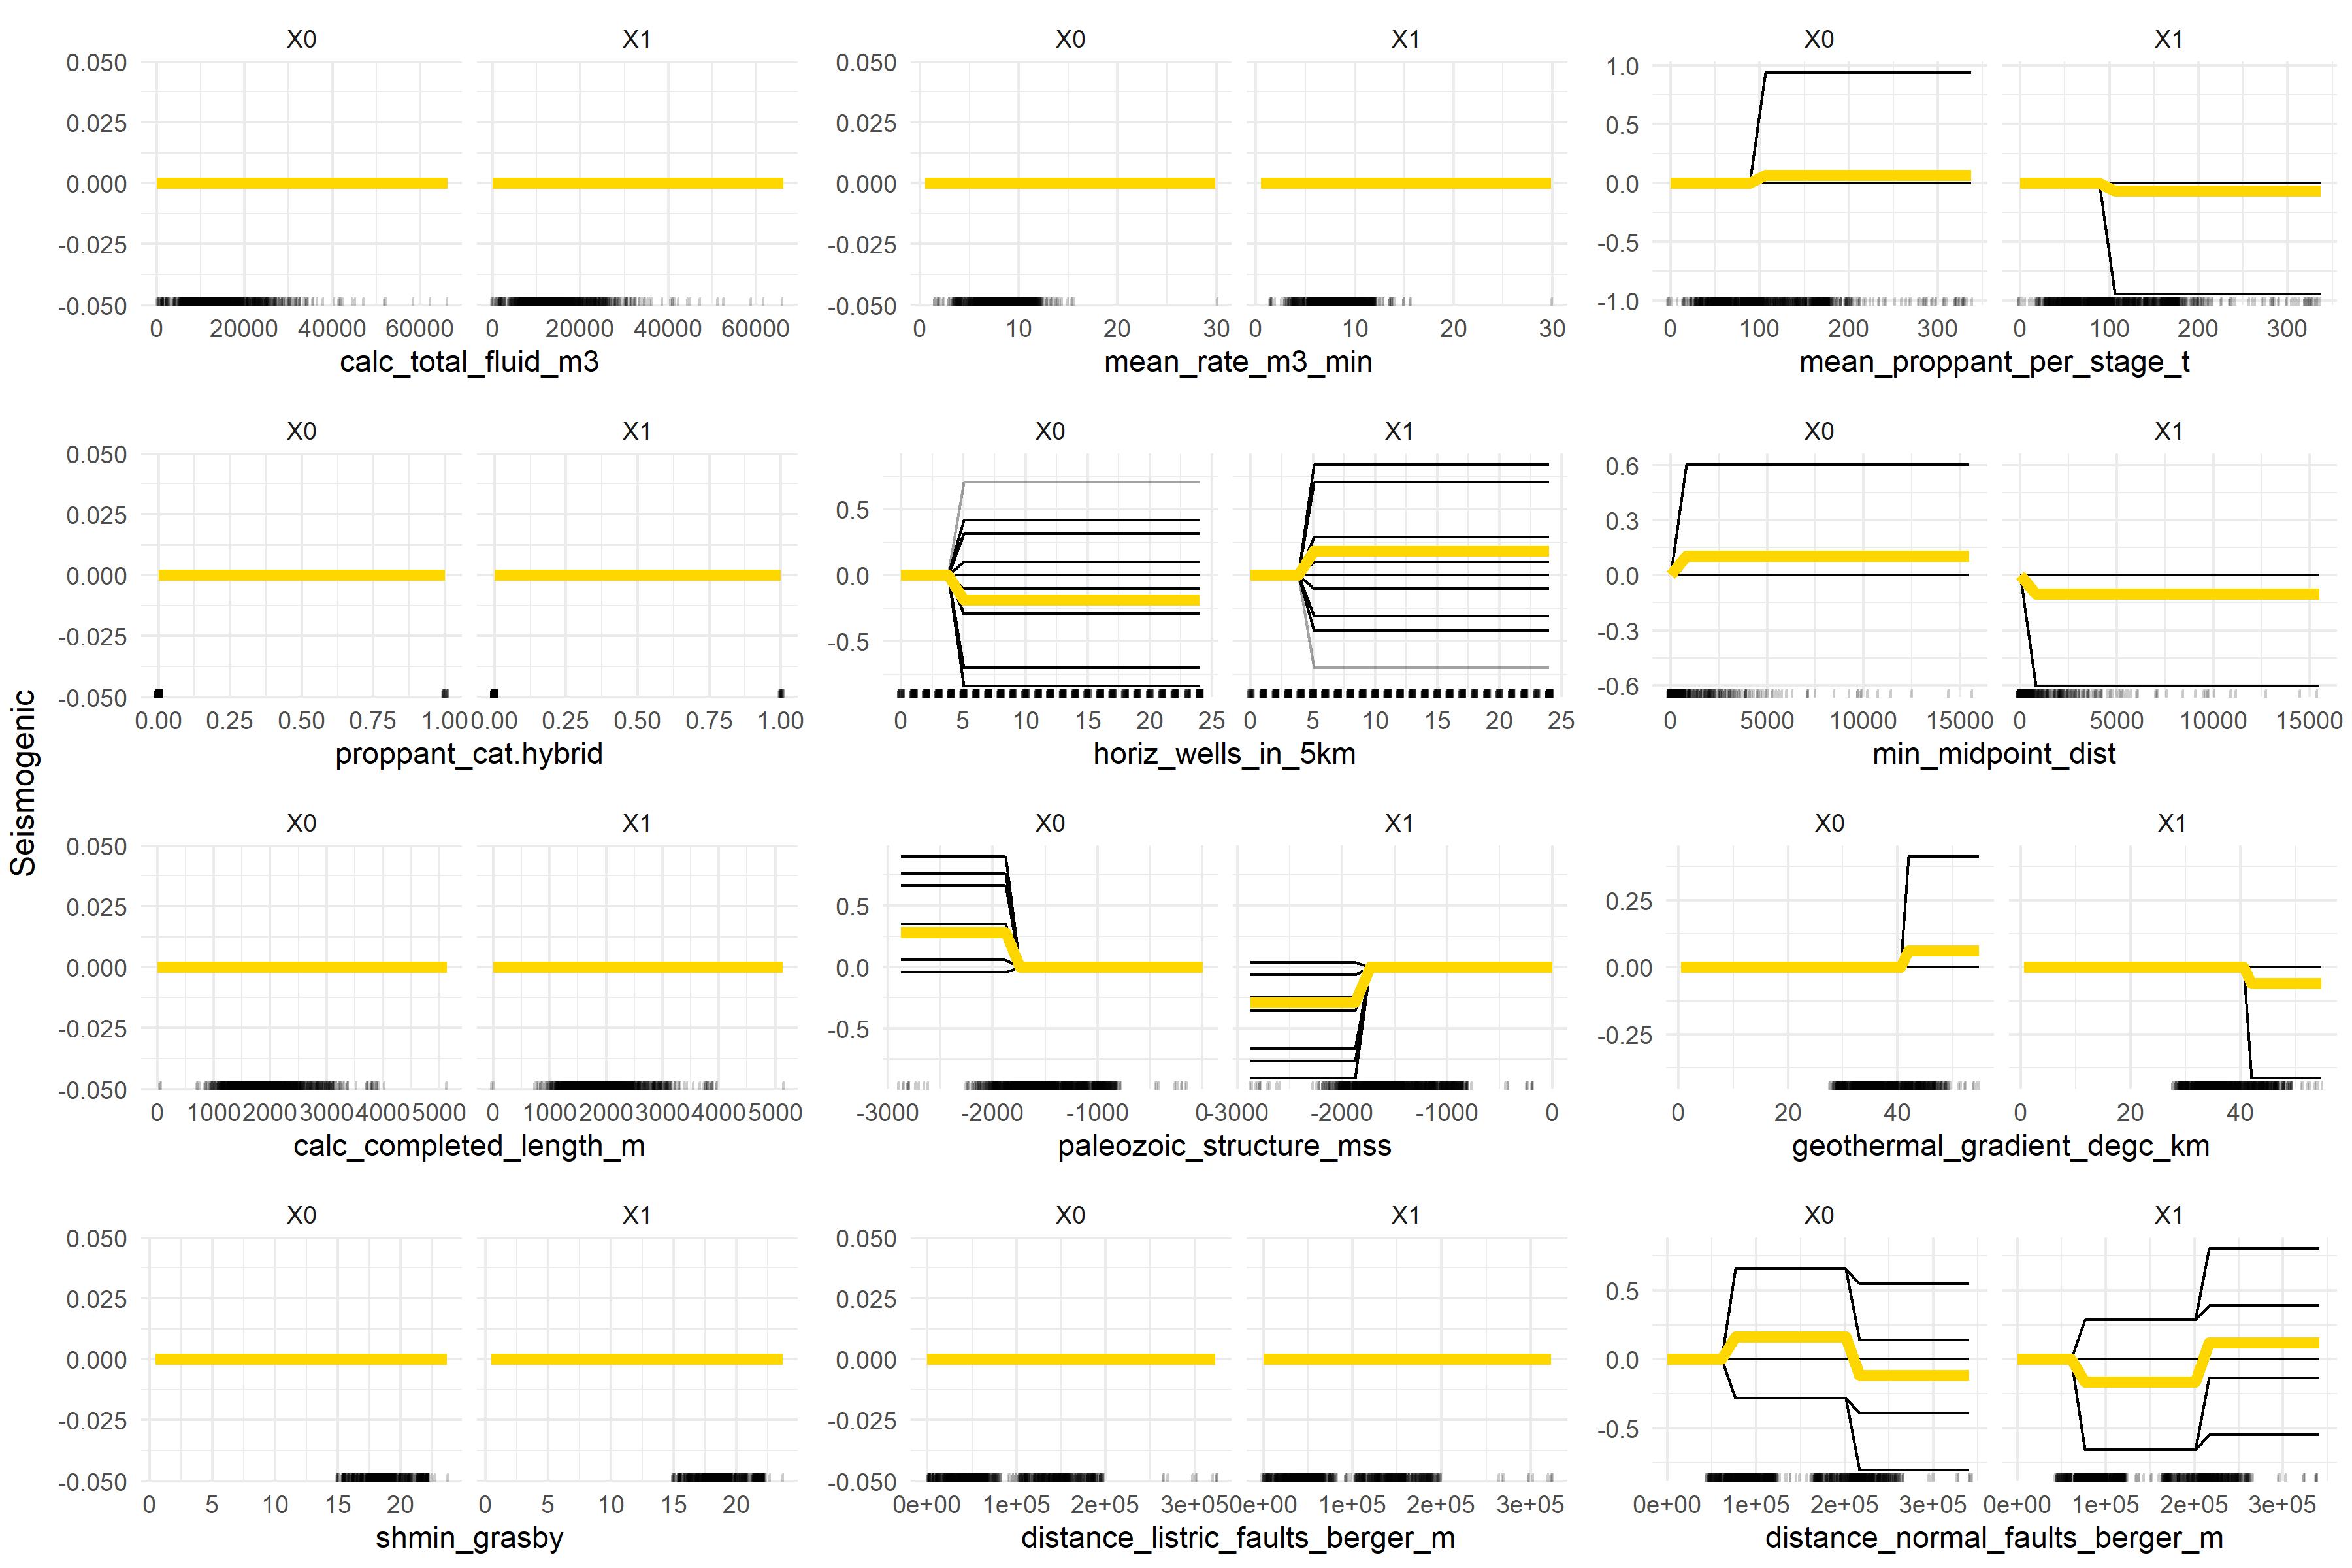 X0 X1 X0 X1 X0 X1
0.050 0.050 1.0
0.025 0.025 0.5
0.000 0.000 0.0
-0.025 -0.025 -0.5
-0.050 -0.050 -1.0
0 20000 40000 60000 0 20000 40000 60000 0 10 20 30 0 10 20 30 0 100 200 300 0 100 200 300
calc_total_fluid_m3 mean_rate_m3_min mean_proppant_per_stage_t
X0 X1 X0 X1 X0 X1
0.050 0.6
0.025 0.5 0.3
0.000 0.0 0.0
-0.025 -0.5 -0.3
-0.050 -0.6
0.00 0.25 0.50 0.75 1.00 0.00 0.25 0.50 0.75 1.00 0 5 10 15 20 25 0 5 10 15 20 25 0 5000 10000 15000 0 5000 10000 15000
proppant_cat.hybrid horiz_wells_in_5km min_midpoint_dist
Seismogenic
X0 X1 X0 X1 X0 X1
0.050
0.025 0.5 0.25
0.000 0.0 0.00
-0.025 -0.5 -0.25
-0.050
0 1000 2000 3000 4000 5000 0 1000 2000 3000 4000 5000 -3000 -2000 -1000 0 -3000 -2000 -1000 0 0 20 40 0 20 40
calc_completed_length_m paleozoic_structure_mss geothermal_gradient_degc_km
X0 X1 X0 X1 X0 X1
0.050 0.050
0.025 0.025 0.5
0.000 0.000 0.0
-0.025 -0.025 -0.5
-0.050 -0.050
0 5 10 15 20 0 5 10 15 20 0e+00 1e+05 2e+05 3e+05 0e+00 1e+05 2e+05 3e+05 0e+00 1e+05 2e+05 3e+05 0e+00 1e+05 2e+05 3e+05
shmin_grasby distance_listric_faults_berger_m distance_normal_faults_berger_m